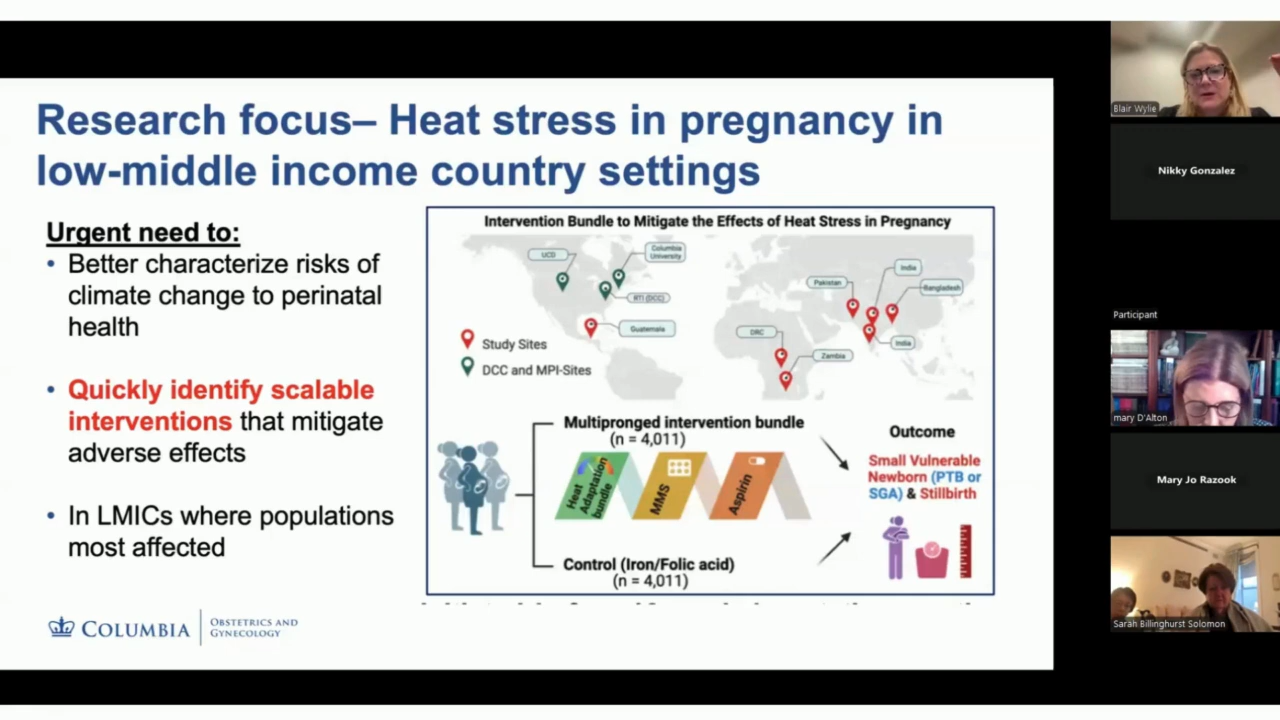 Research focus– Heat stress in pregnancy in
low-middle income country settings
Urgent need to:
• Better characterize risks of
climate change to perinatal
health
• Quickly identify scalable
interventions that mitigate
adverse effects
• In LMICs where populations
most affected
Intervention Bundle to Mitigate the Effects of Heat Stress in Pregnancy
UCD
Columbia
University
RTI (DCC)
Guatemala
Pakistan
India
Bangladesh
India
DRC
Zambia
Study Sites
DCC and MPI-Sites
Multipronged intervention bundle
(n = 4,011)
Heat
Adaptation
bundle
MMS
Aspirin
Control (Iron/Folic acid)
(n = 4,011)
Outcome
Small Vulnerable
Newborn (PTB or
SGA) & Stillbirth
COLUMBIA
OBSTETRICS AND
GYNECOLOGY
Blair Wylie
Nikky Gonzalez
Participant
mary D'Alton
Mary Jo Razook
Sarah Billinghurst Solomon